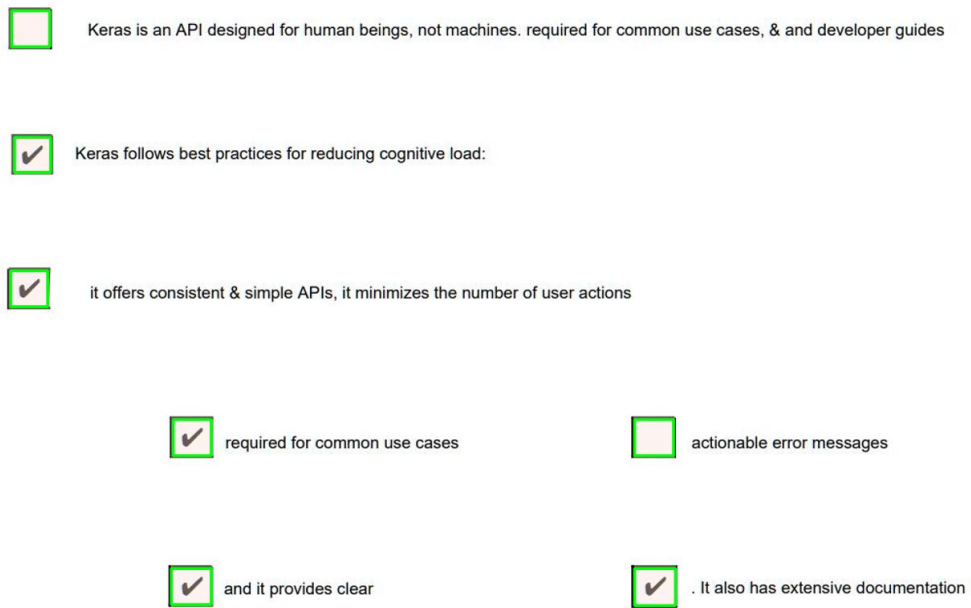 Keras is an API designed for human beings, not machines. required for common use cases, & and developer guides
✔ Keras follows best practices for reducing cognitive load:
✔ it offers consistent & simple APIs, it minimizes the number of user actions
✔ required for common use cases
actionable error messages
✔ and it provides clear
✔ . It also has extensive documentation